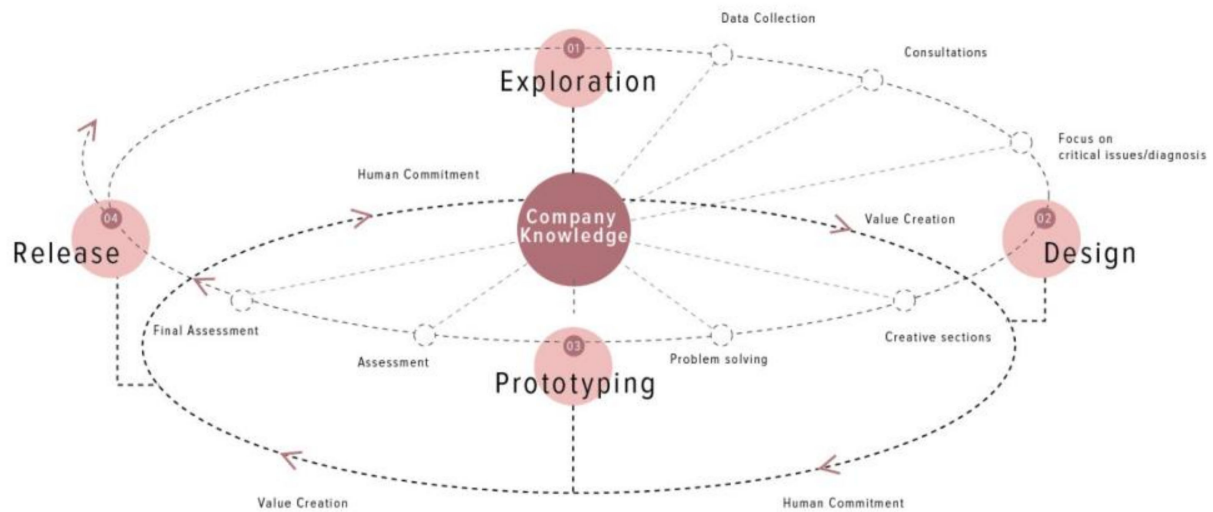 Data Collection
01
Exploration
Consultations
Focus on
critical issues/diagnosis
Human Commitment
Company
Knowledge
Value Creation
04
Release
02
Design
Final Assessment
Assessment
03
Prototyping
Problem solving
Creative sections
Value Creation
Human Commitment